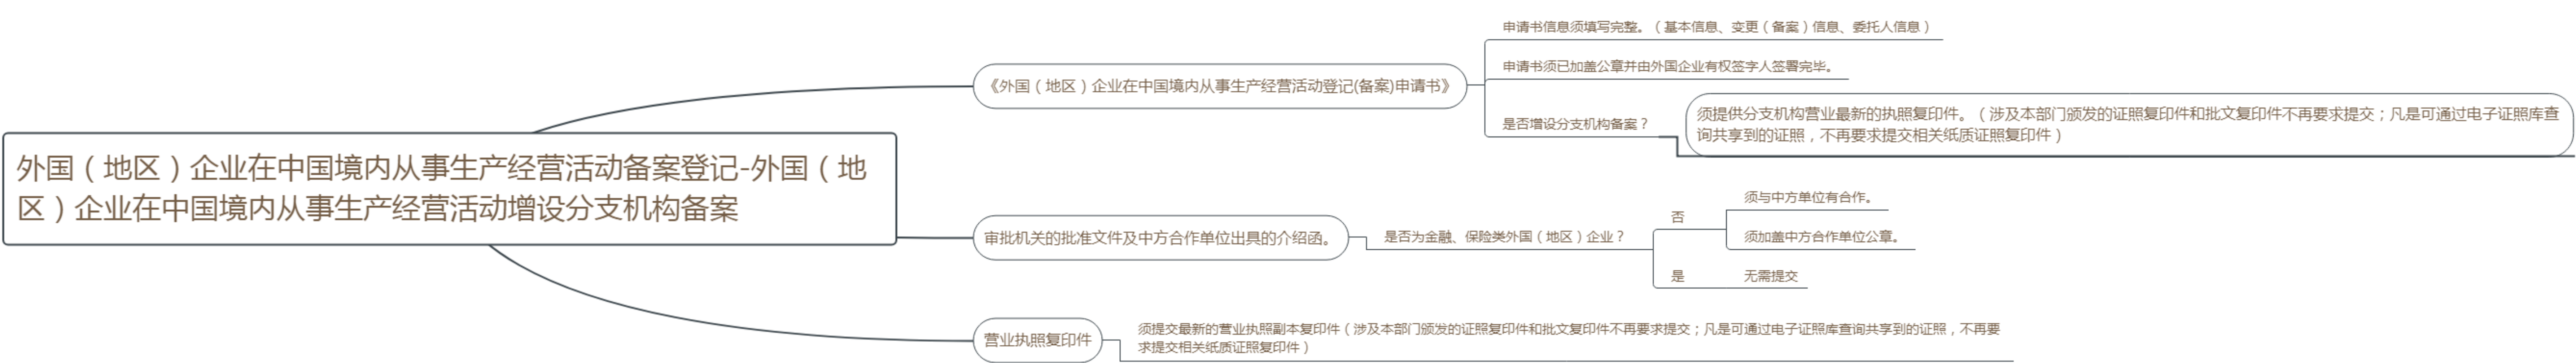 外国（地区）企业在中国境内从事生产经营活动备案登记-外国（地
区）企业在中国境内从事生产经营活动增设分支机构备案
《外国（地区）企业在中国境内从事生产经营活动登记(备案)申请书》
申请书信息须填写完整。（基本信息、变更（备案）信息、委托人信息）
申请书须已加盖公章并由外国企业有权签字人签署完毕。
是否增设分支机构备案？
须提供分支机构营业最新的执照复印件。（涉及本部门颁发的证照复印件和批文复印件不再要求提交；凡是可通过电子证照库查
询共享到的证照，不再要求提交相关纸质证照复印件）
审批机关的批准文件及中方合作单位出具的介绍函。
是否为金融、保险类外国（地区）企业？
否
须与中方单位有合作。
须加盖中方合作单位公章。
是
无需提交
营业执照复印件
须提交最新的营业执照副本复印件（涉及本部门颁发的证照复印件和批文复印件不再要求提交；凡是可通过电子证照库查询共享到的证照，不再要
求提交相关纸质证照复印件）